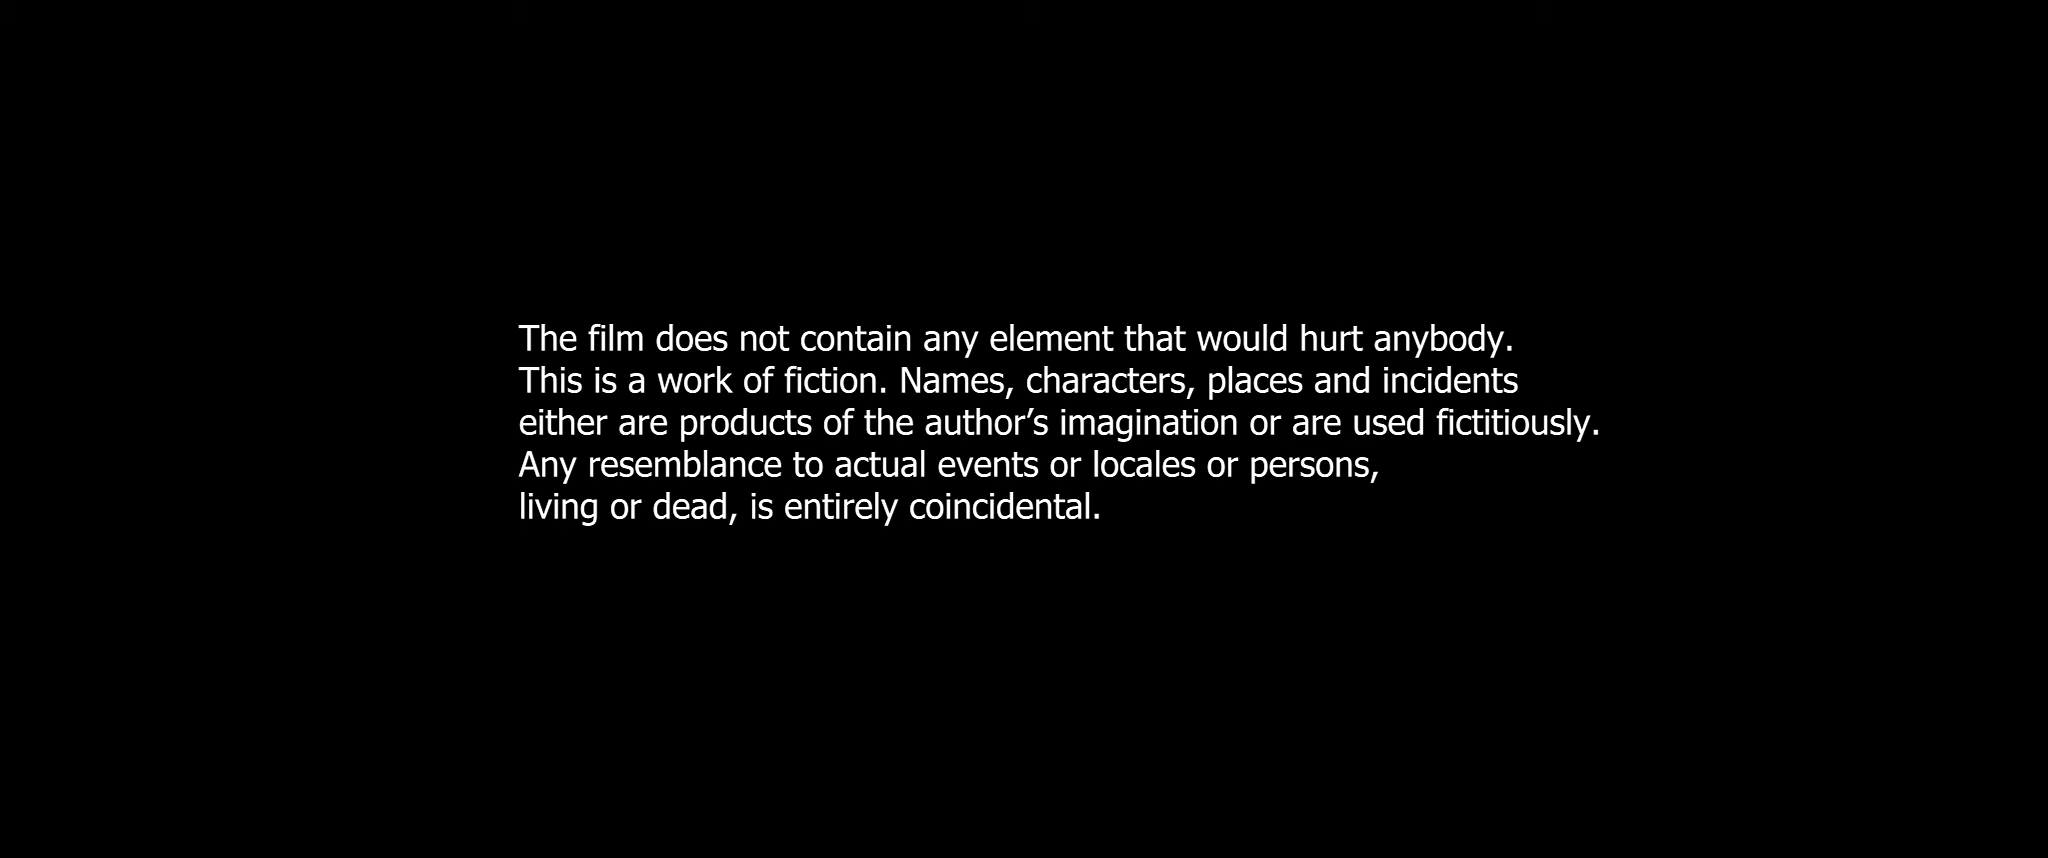 The film does not contain any element that would hurt anybody.
This is a work of fiction. Names, characters, places and incidents
either are products of the author’s imagination or are used fictitiously.
Any resemblance to actual events or locales or persons,
living or dead, is entirely coincidental.